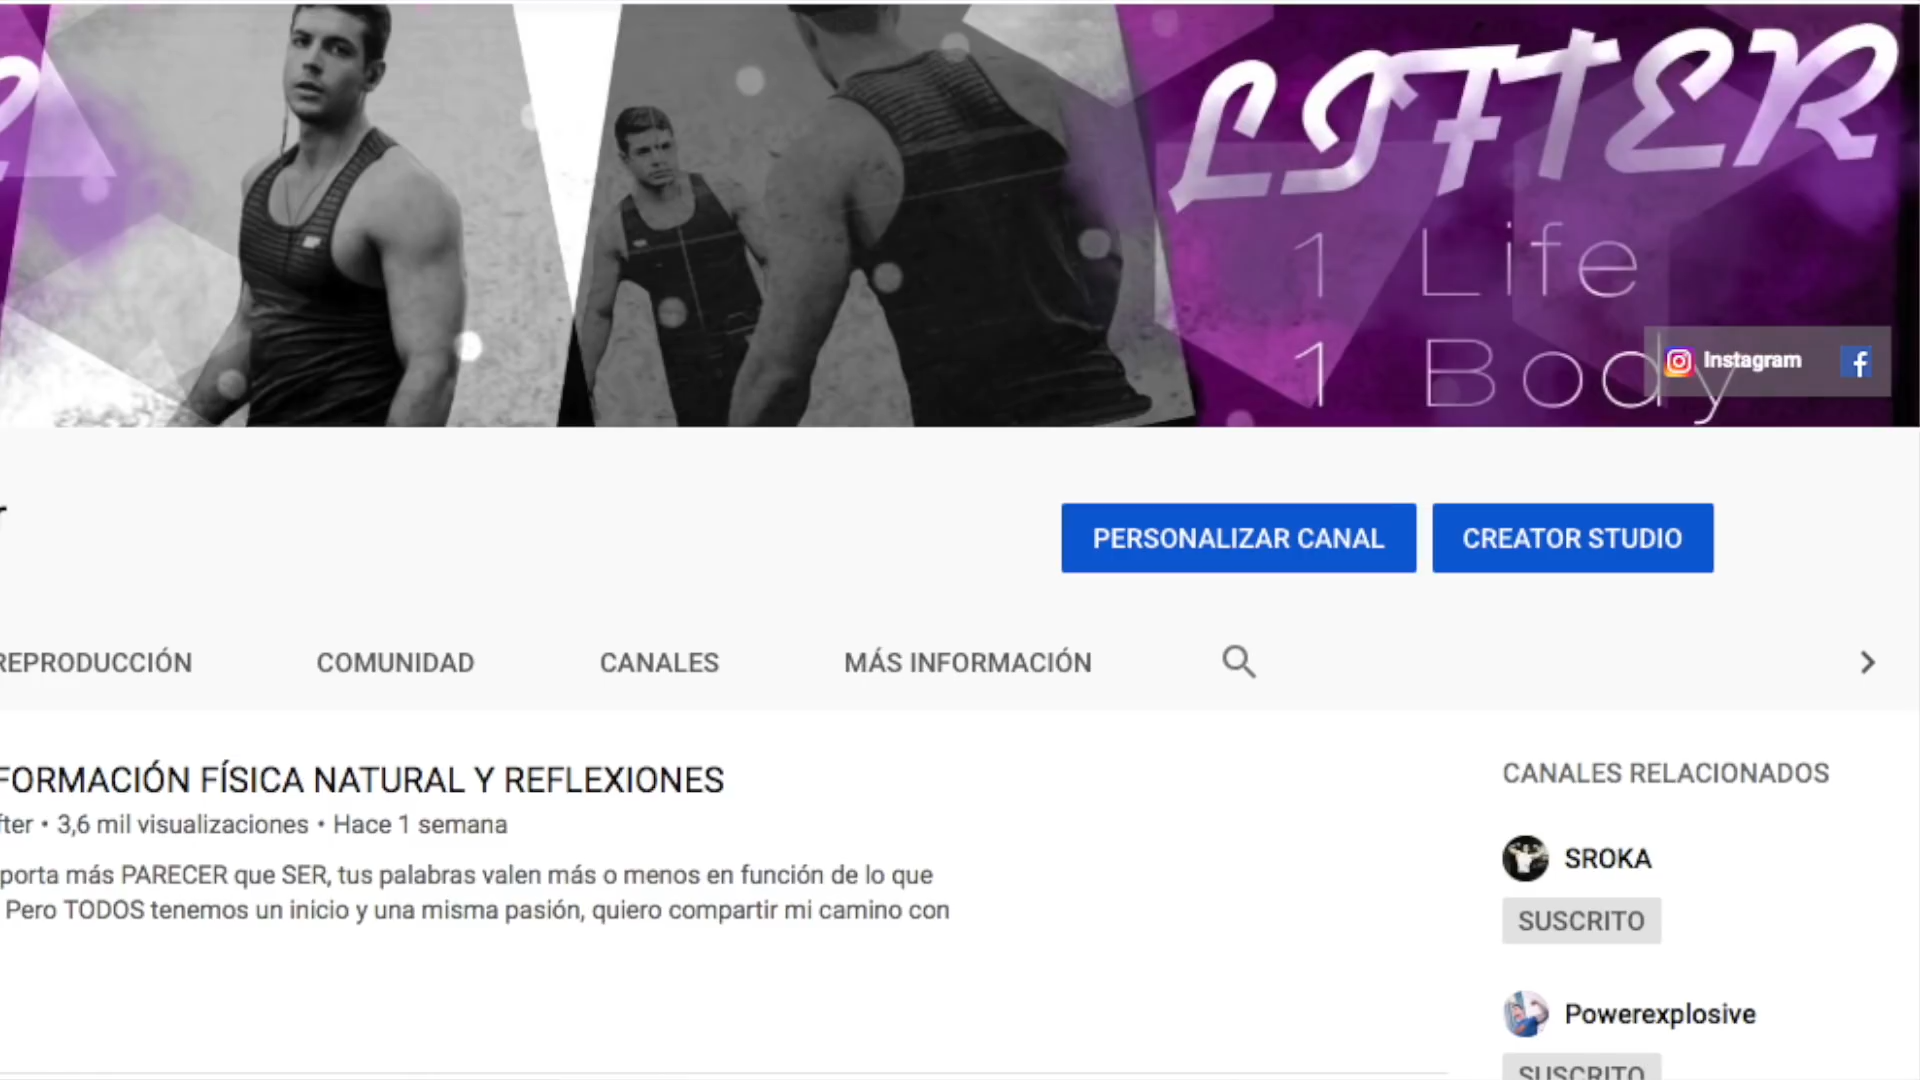 LIFTER
1 Life
1 Body
Instagram
PERSONALIZAR CANAL
CREATOR STUDIO
REPRODUCCIÓN
COMUNIDAD
CANALES
MÁS INFORMACIÓN
FORMACIÓN FÍSICA NATURAL Y REFLEXIONES
fter • 3,6 mil visualizaciones • Hace 1 semana
porta más PARECER que SER, tus palabras valen más o menos en función de lo que
Pero TODOS tenemos un inicio y una misma pasión, quiero compartir mi camino con
CANALES RELACIONADOS
SROKA
SUSCRITO
Powerexplosive
SUSCRITO